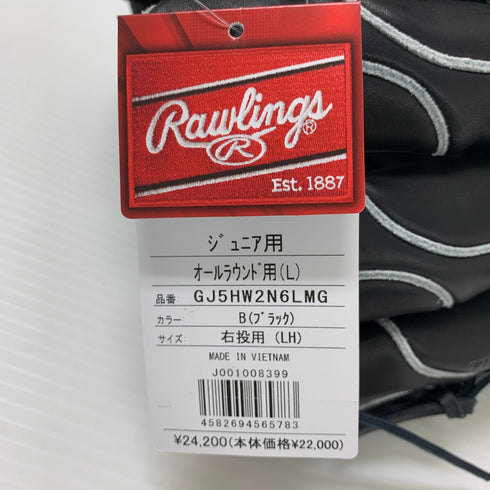 Rawlings®
R
Est. 1887
ジュニア用
オールラウンド用(L)
品番: GJ5HW2N6LMG
カラー: B(ブラック)
サイズ: 右投用 (LH)
MADE IN VIETNAM
J001008399
4582694565783
¥24,200(本体価格¥22,000)